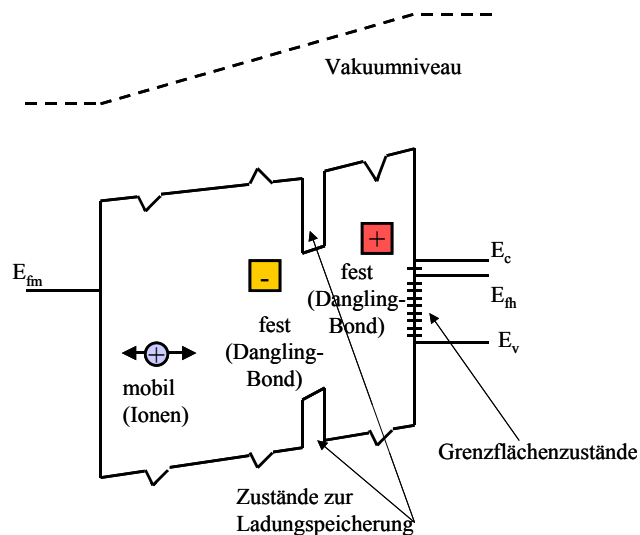 Vakuumniveau
+
E_c
E_fm
-
fest
(Dangling-
Bond)
E_fh
fest
(Dangling-
Bond)
E_v
+
mobil
(Ionen)
Grenzflächenzustände
Zustände zur
Ladungspeicherung